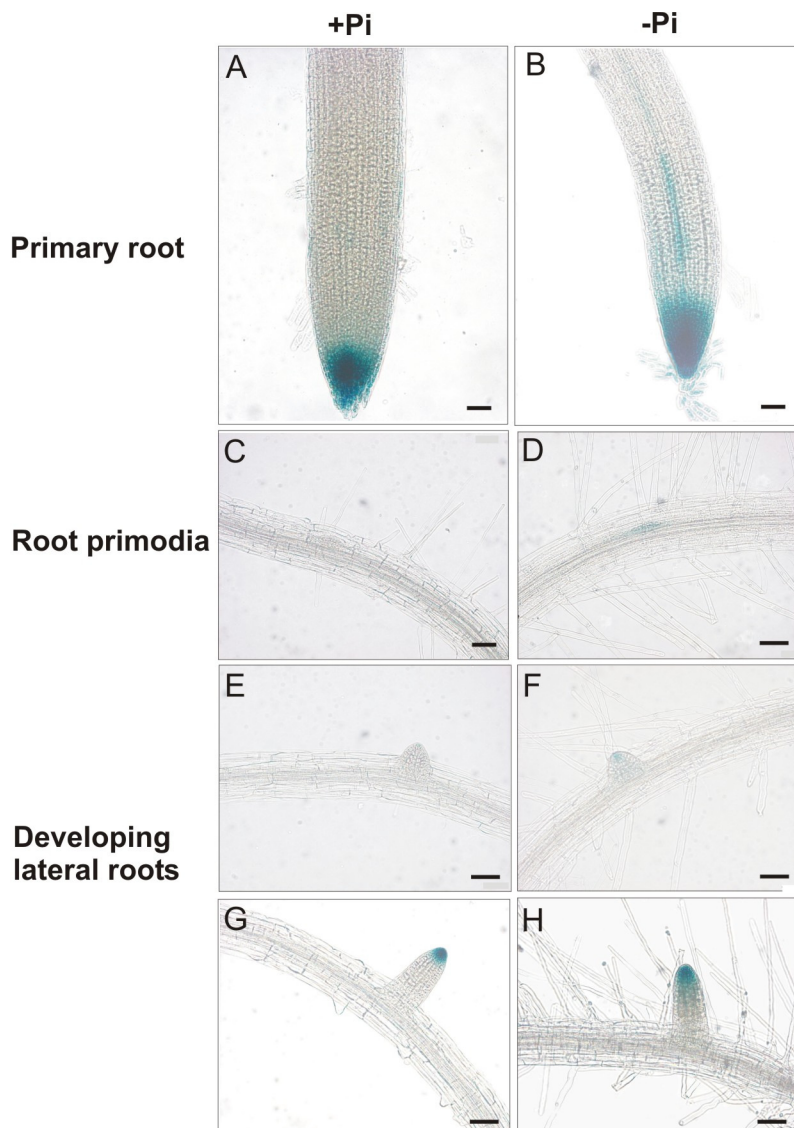 +Pi
-Pi
A
B
Primary root
C
D
Root primodia
E
F
Developing
lateral roots
G
H